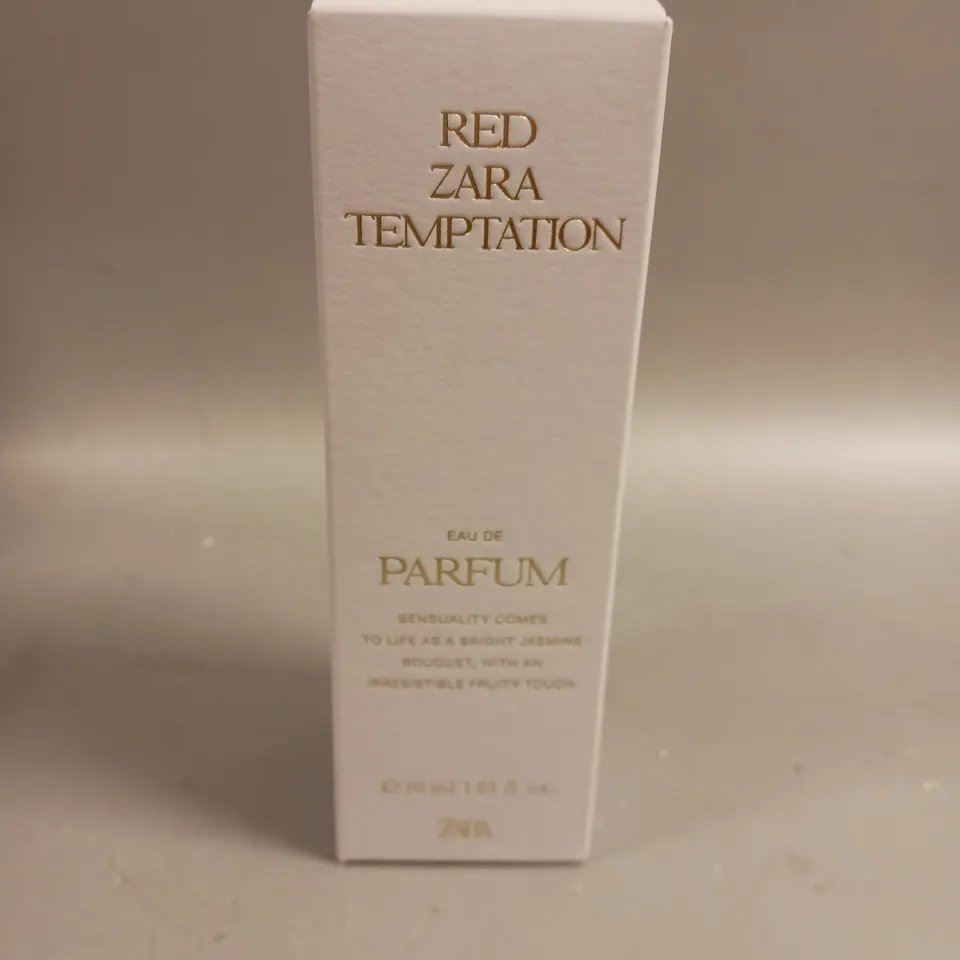 RED
ZARA
TEMPTATION
EAU DE
PARFUM
SENSUALITY COMES
TO LIFE AS A BRIGHT JASMINE
BOUQUET, WITH AN
IRRESISTIBLE FRUITY TOUCH
ml 1.01 fl. oz.
ZARA